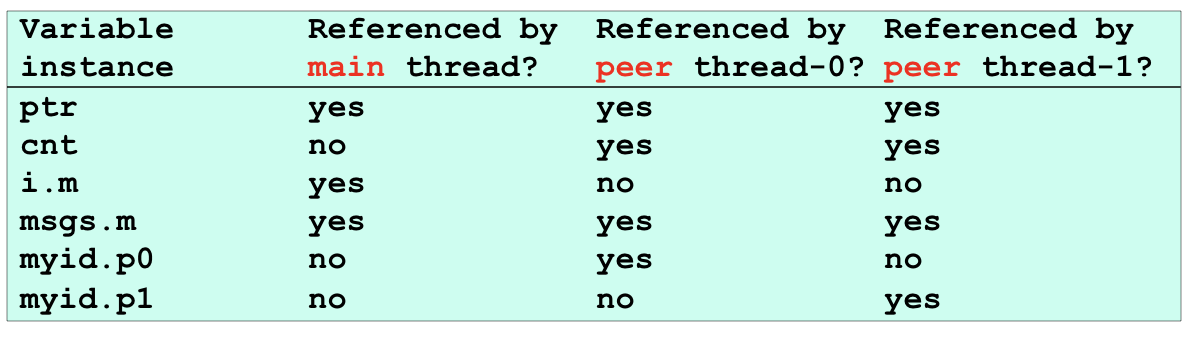 Variable Referenced by Referenced by Referenced by
instance main thread? peer thread-0? peer thread-1?
ptr yes yes yes
cnt no yes yes
i.m yes no no
msgs.m yes yes yes
myid.p0 no yes no
myid.p1 no no yes